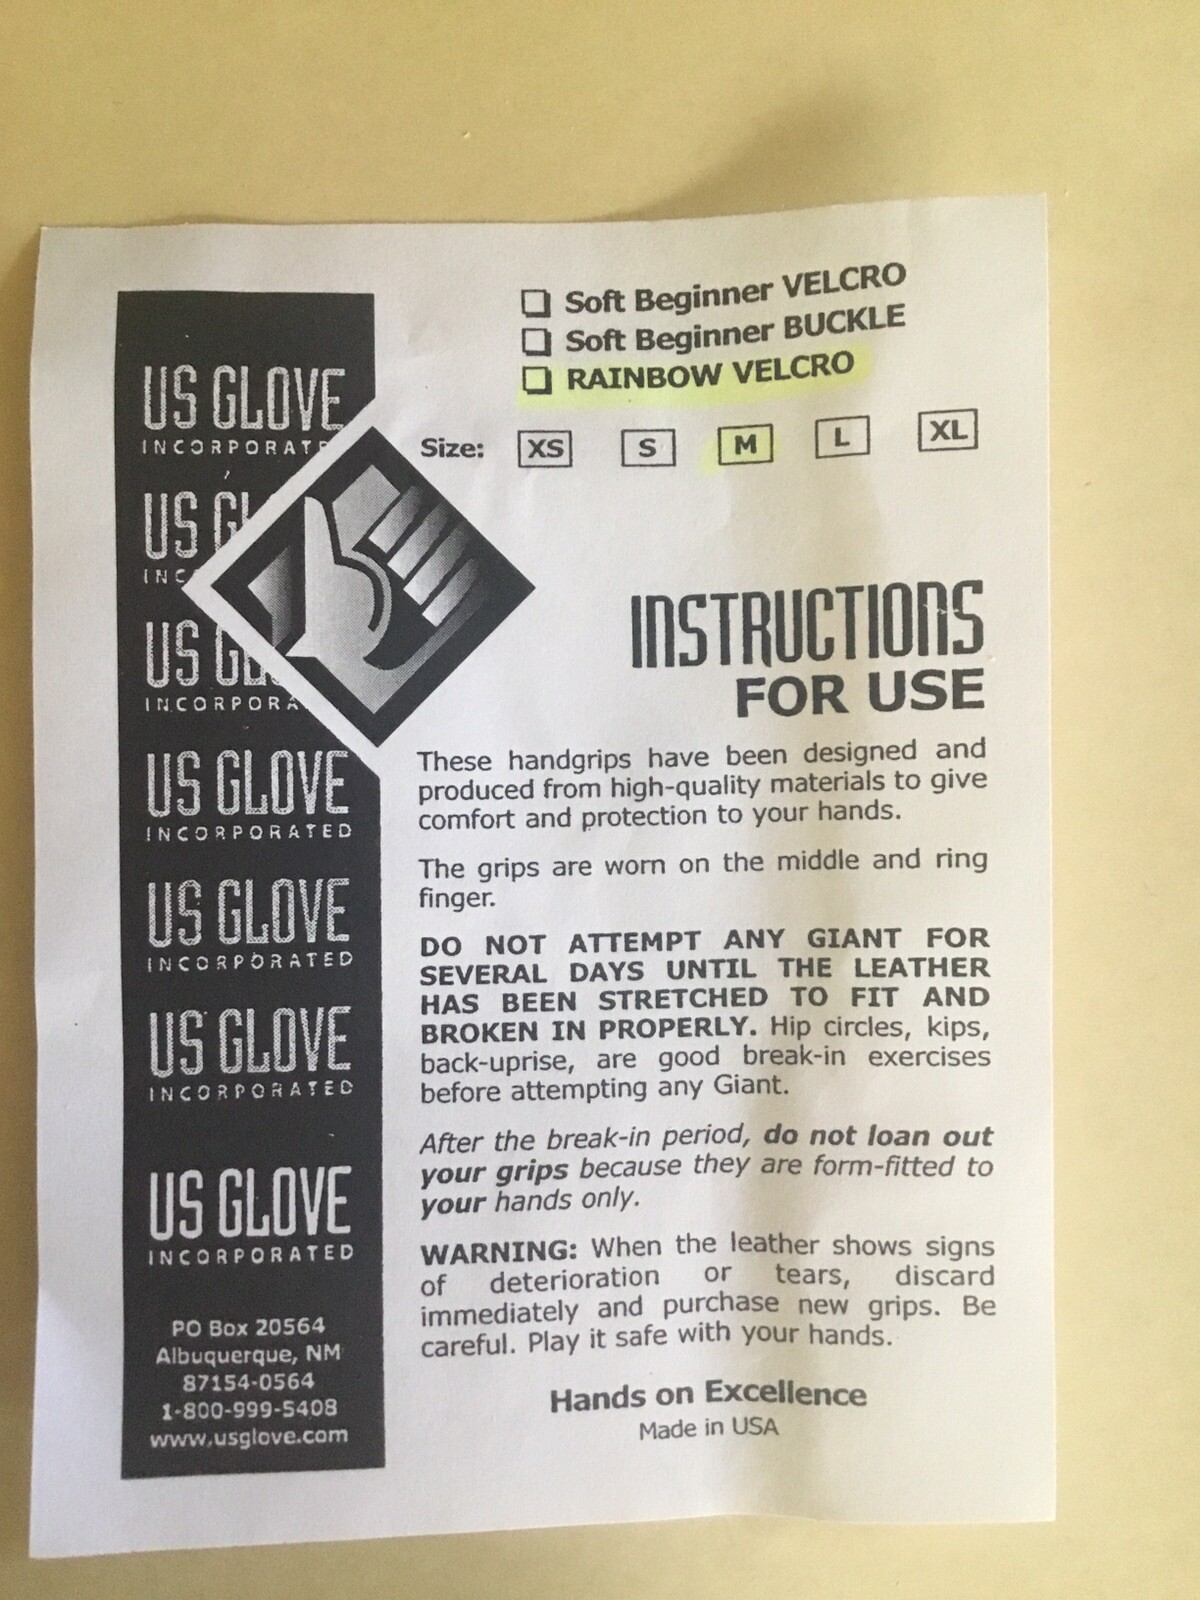 Soft Beginner VELCRO
Soft Beginner BUCKLE
RAINBOW VELCRO
Size: XS S M L XL
US GLOVE
INCORPORAT
US GL
INC
US GL
INCORPORA
US GLOVE
INCORPORATED
US GLOVE
INCORPORATED
US GLOVE
INCORPORATED
US GLOVE
INCORPORATED
PO Box 20564
Albuquerque, NM
87154-0564
1-800-999-5408
www.usglove.com
INSTRUCTIONS
FOR USE
These handgrips have been designed and
produced from high-quality materials to give
comfort and protection to your hands.
The grips are worn on the middle and ring
finger.
DO NOT ATTEMPT ANY GIANT FOR
SEVERAL DAYS UNTIL THE LEATHER
HAS BEEN STRETCHED TO FIT AND
BROKEN IN PROPERLY. Hip circles, kips,
back-uprise, are good break-in exercises
before attempting any Giant.
After the break-in period, do not loan out
your grips because they are form-fitted to
your hands only.
WARNING: When the leather shows signs
of deterioration or tears, discard
immediately and purchase new grips. Be
careful. Play it safe with your hands.
Hands on Excellence
Made in USA